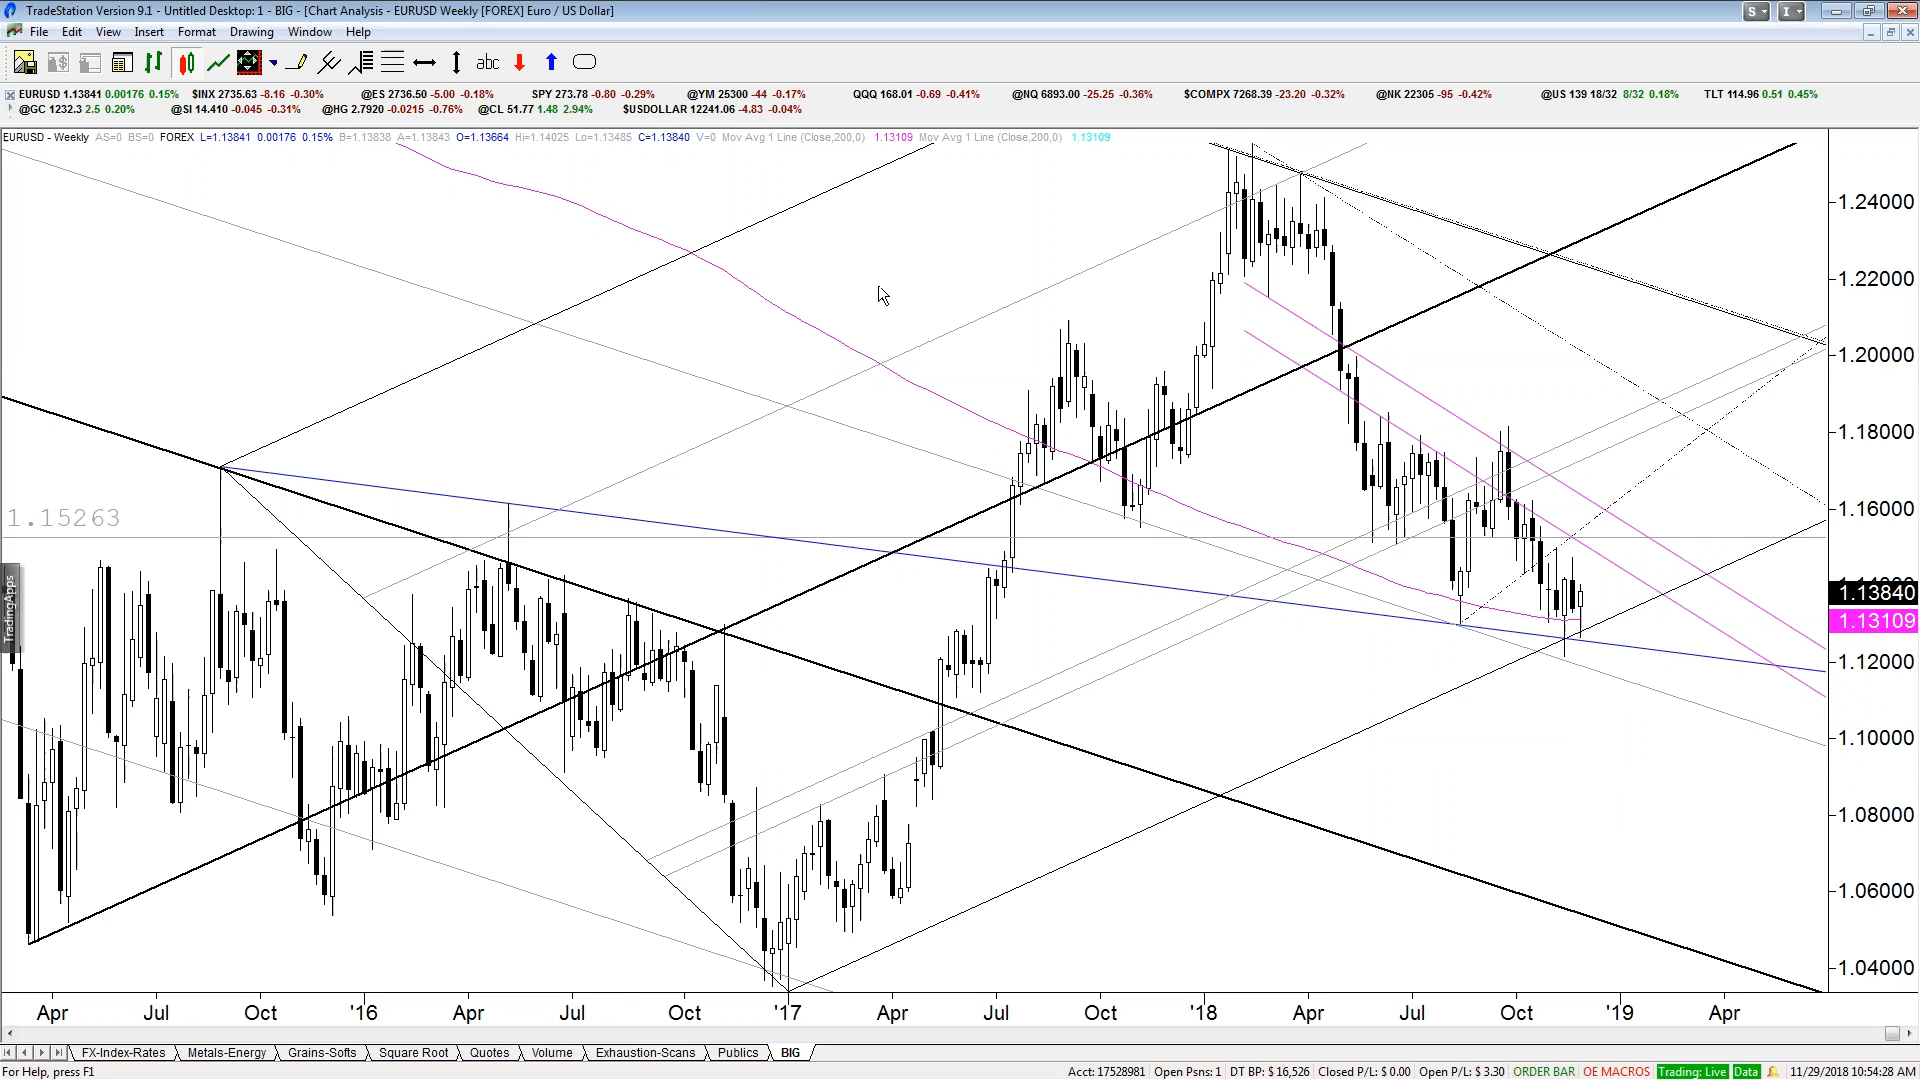 TradeStation Version 9.1 - Untitled Desktop: 1 - BIG - [Chart Analysis - EURUSD Weekly [FOREX] Euro / US Dollar]
S I
File Edit View Insert Format Drawing Window Help
abc
EURUSD 1.13841 0.00176 0.15% $INX 2735.63 -8.16 -0.30% @ES 2736.50 -5.00 -0.18% SPY 273.78 -0.80 -0.29% @YM 25300 -44 -0.17% QQQ 168.01 -0.69 -0.41% @NQ 6893.00 -25.25 -0.36% $COMPX 7268.39 -23.20 -0.32% @NK 22305 -95 -0.42% @US 139 18/32 8/32 0.18% TLT 114.96 0.51 0.45%
@GC 1232.3 2.5 0.20% @SI 14.410 -0.045 -0.31% @HG 2.7920 -0.0215 -0.76% @CL 51.77 1.48 2.94% $USDOLLAR 12241.06 -4.83 -0.04%
EURUSD - Weekly AS=0 BS=0 FOREX L=1.13841 0.00176 0.15% B=1.13838 A=1.13843 O=1.13664 Hi=1.14025 Lo=1.13485 C=1.13840 V=0 Mov Avg 1 Line (Close,200,0) 1.13109 Mov Avg 1 Line (Close,200,0) 1.13109
1.24000
1.22000
1.20000
1.18000
1.16000
1.15263
1.14000
1.13840
1.13109
TradingApps
1.12000
1.10000
1.08000
1.06000
1.04000
Apr Jul Oct '16 Apr Jul Oct '17 Apr Jul Oct '18 Apr Jul Oct '19 Apr
FX-Index-Rates Metals-Energy Grains-Softs Square Root Quotes Volume Exhaustion-Scans Publics BIG
For Help, press F1 Acct: 17528981 Open Psns: 1 DT BP: $ 16,526 Closed P/L: $ 0.00 Open P/L: $ 3.30 ORDER BAR OE MACROS Trading: Live Data 11/29/2018 10:54:28 AM